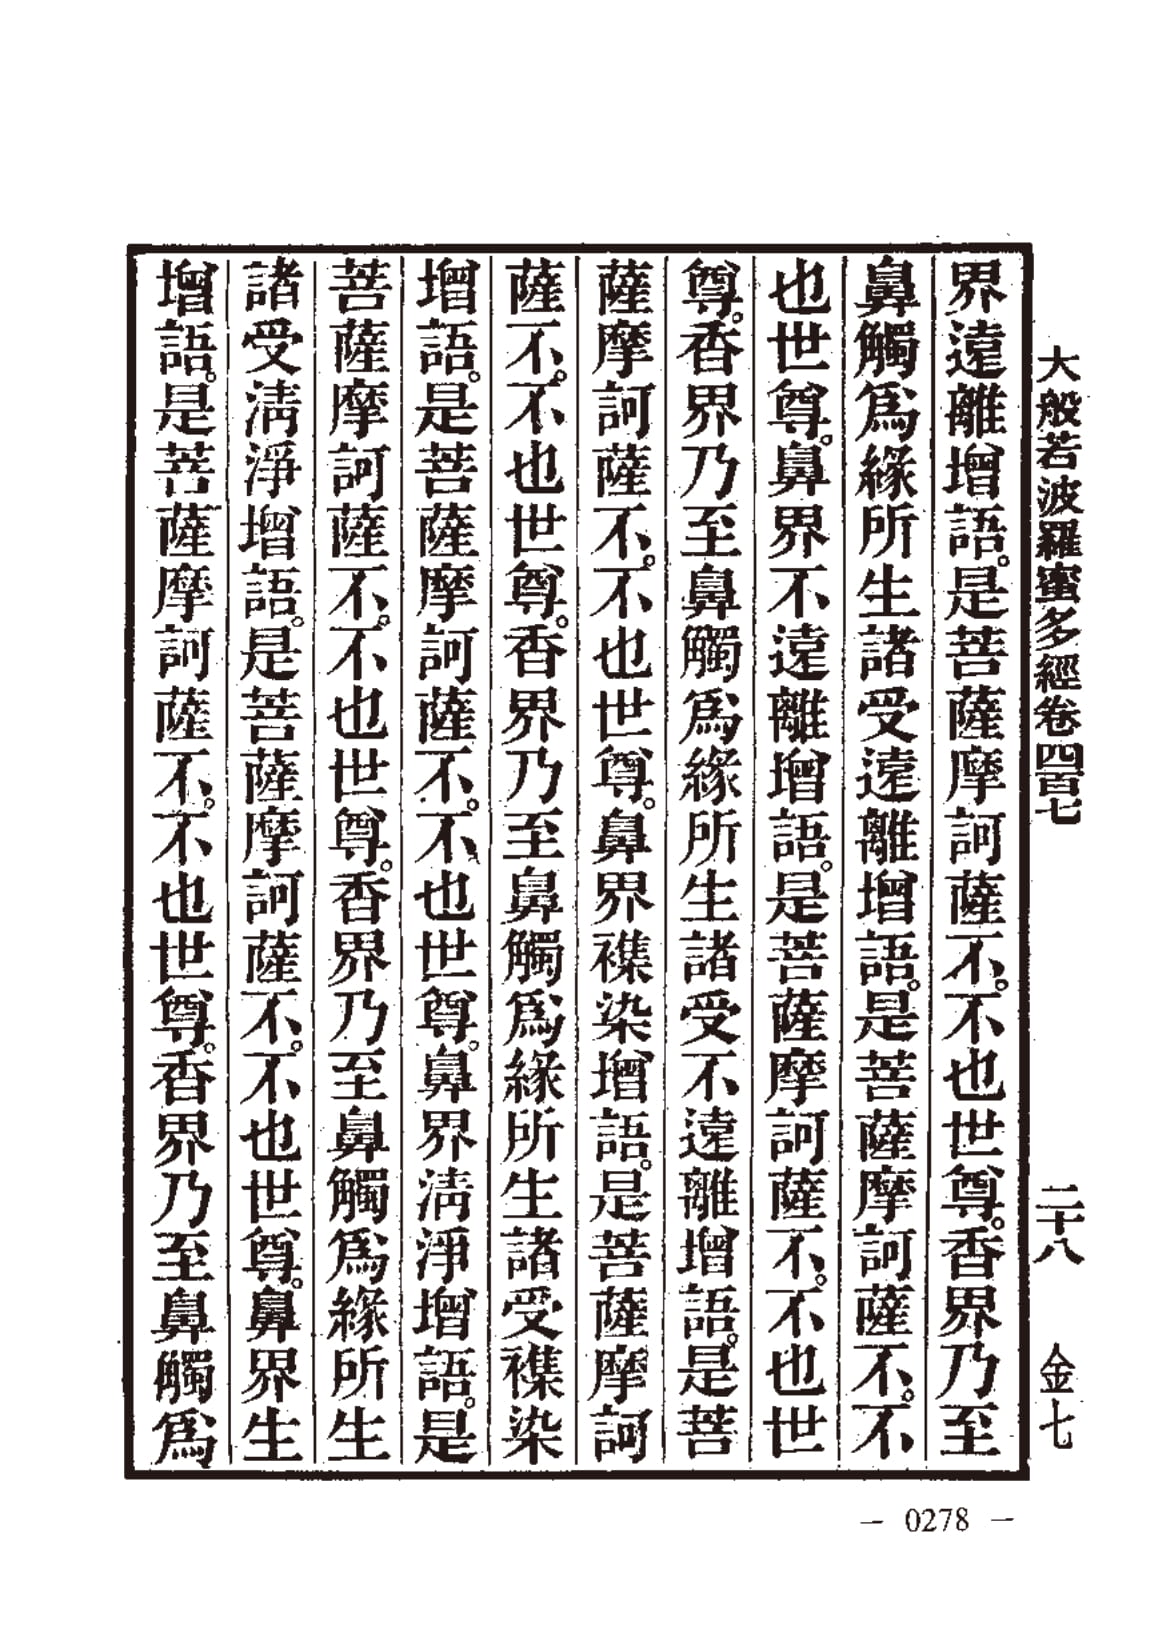 大般若波羅蜜多經卷四百七 二十八 金七
界遠離增語。是菩薩摩訶薩不。不也世尊。香界乃至
鼻觸爲緣所生諸受遠離增語。是菩薩摩訶薩不。不
也世尊。鼻界不遠離增語。是菩薩摩訶薩不。不也世
尊。香界乃至鼻觸爲緣所生諸受不遠離增語。是菩
薩摩訶薩不。不也世尊。鼻界襍染增語。是菩薩摩訶
薩不。不也世尊。香界乃至鼻觸爲緣所生諸受襍染
增語。是菩薩摩訶薩不。不也世尊。鼻界清淨增語。是
菩薩摩訶薩不。不也世尊。香界乃至鼻觸爲緣所生
諸受清淨增語。是菩薩摩訶薩不。不也世尊。鼻界生
增語。是菩薩摩訶薩不。不也世尊。香界乃至鼻觸爲
— 0278 —